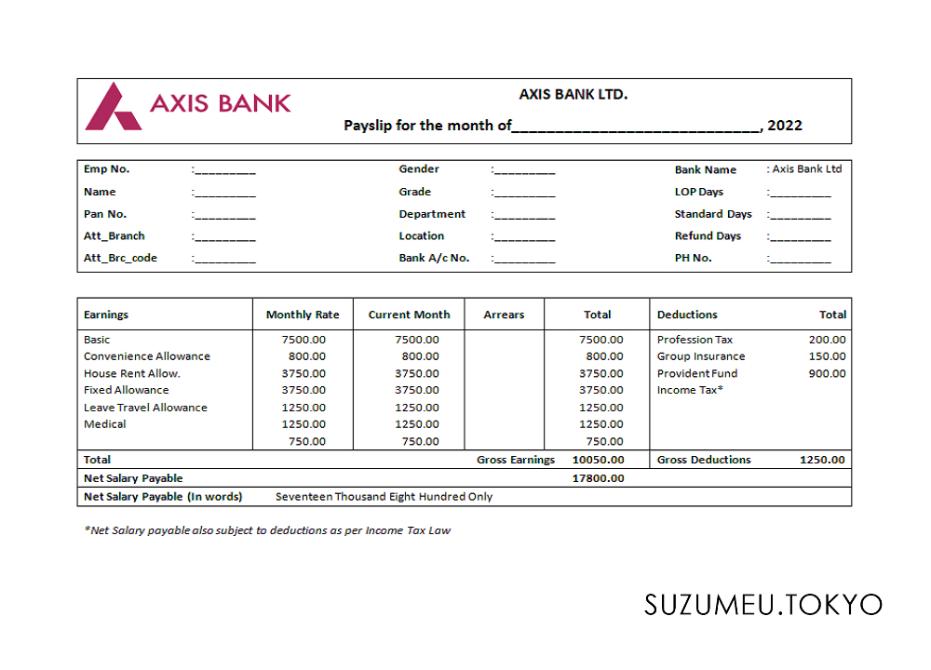 AXIS BANK
AXIS BANK LTD.
Payslip for the month of____________________________, 2022
Emp No. :_________ Gender :_________ Bank Name : Axis Bank Ltd
Name :_________ Grade :_________ LOP Days :_________
Pan No. :_________ Department :_________ Standard Days :_________
Att_Branch :_________ Location :_________ Refund Days :_________
Att_Brc_code :_________ Bank A/c No. :_________ PH No. :_________
Earnings Monthly Rate Current Month Arrears Total Deductions Total
Basic 7500.00 7500.00 7500.00 Profession Tax 200.00
Convenience Allowance 800.00 800.00 800.00 Group Insurance 150.00
House Rent Allow. 3750.00 3750.00 3750.00 Provident Fund 900.00
Fixed Allowance 3750.00 3750.00 3750.00 Income Tax*
Leave Travel Allowance 1250.00 1250.00 1250.00
Medical 1250.00 1250.00 1250.00
750.00 750.00 750.00
Total Gross Earnings 10050.00 Gross Deductions 1250.00
Net Salary Payable 17800.00
Net Salary Payable (In words) Seventeen Thousand Eight Hundred Only
*Net Salary payable also subject to deductions as per Income Tax Law
SUZUMEU.TOKYO